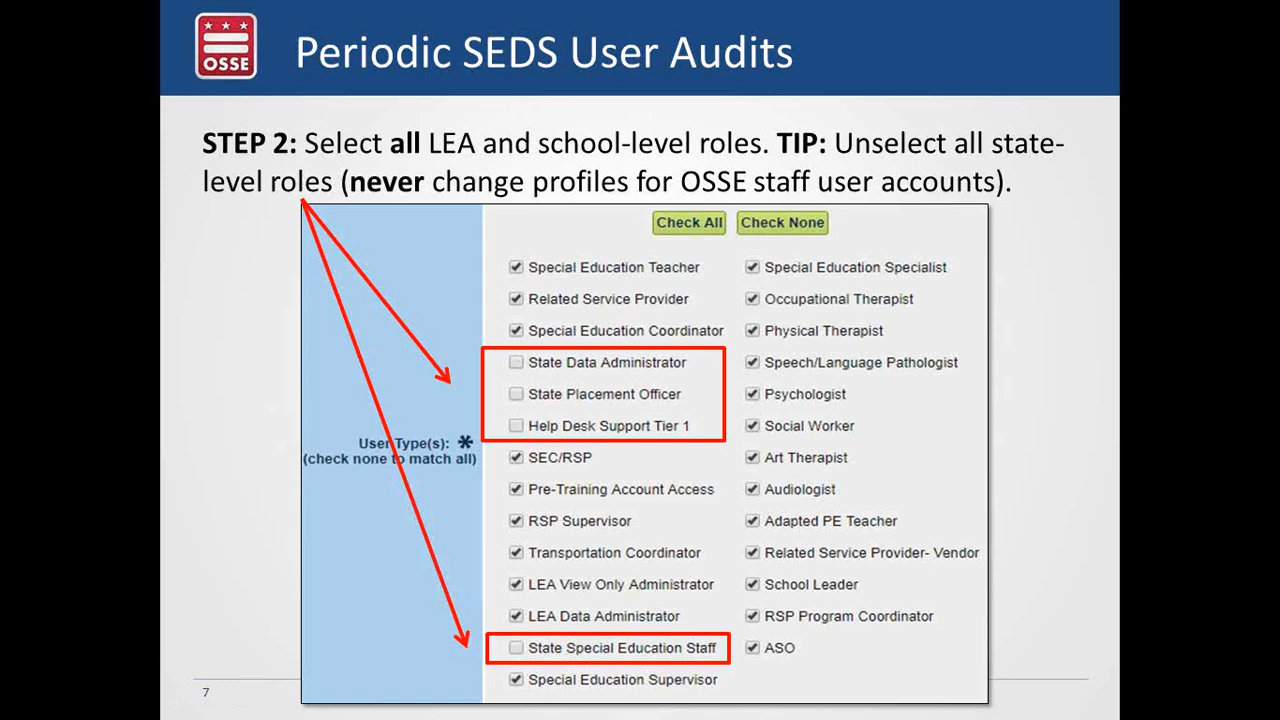 OSSE
Periodic SEDS User Audits
STEP 2: Select all LEA and school-level roles. TIP: Unselect all state-
level roles (never change profiles for OSSE staff user accounts).
Check All Check None
User Type(s): *
(check none to match all)
Special Education Teacher
Related Service Provider
Special Education Coordinator
State Data Administrator
State Placement Officer
Help Desk Support Tier 1
SEC/RSP
Pre-Training Account Access
RSP Supervisor
Transportation Coordinator
LEA View Only Administrator
LEA Data Administrator
State Special Education Staff
Special Education Supervisor
Special Education Specialist
Occupational Therapist
Physical Therapist
Speech/Language Pathologist
Psychologist
Social Worker
Art Therapist
Audiologist
Adapted PE Teacher
Related Service Provider- Vendor
School Leader
RSP Program Coordinator
ASO
7